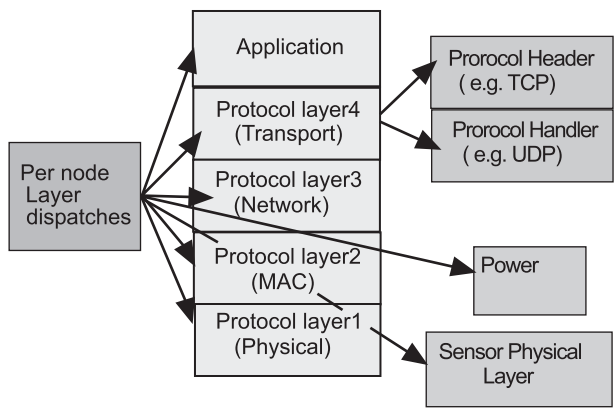 Application
Prorocol Header
( e.g. TCP)
Protocol layer4
(Transport)
Prorocol Handler
( e.g. UDP)
Per node
Layer
dispatches
Protocol layer3
(Network)
Protocol layer2
(MAC)
Power
Protocol layer1
(Physical)
Sensor Physical
Layer